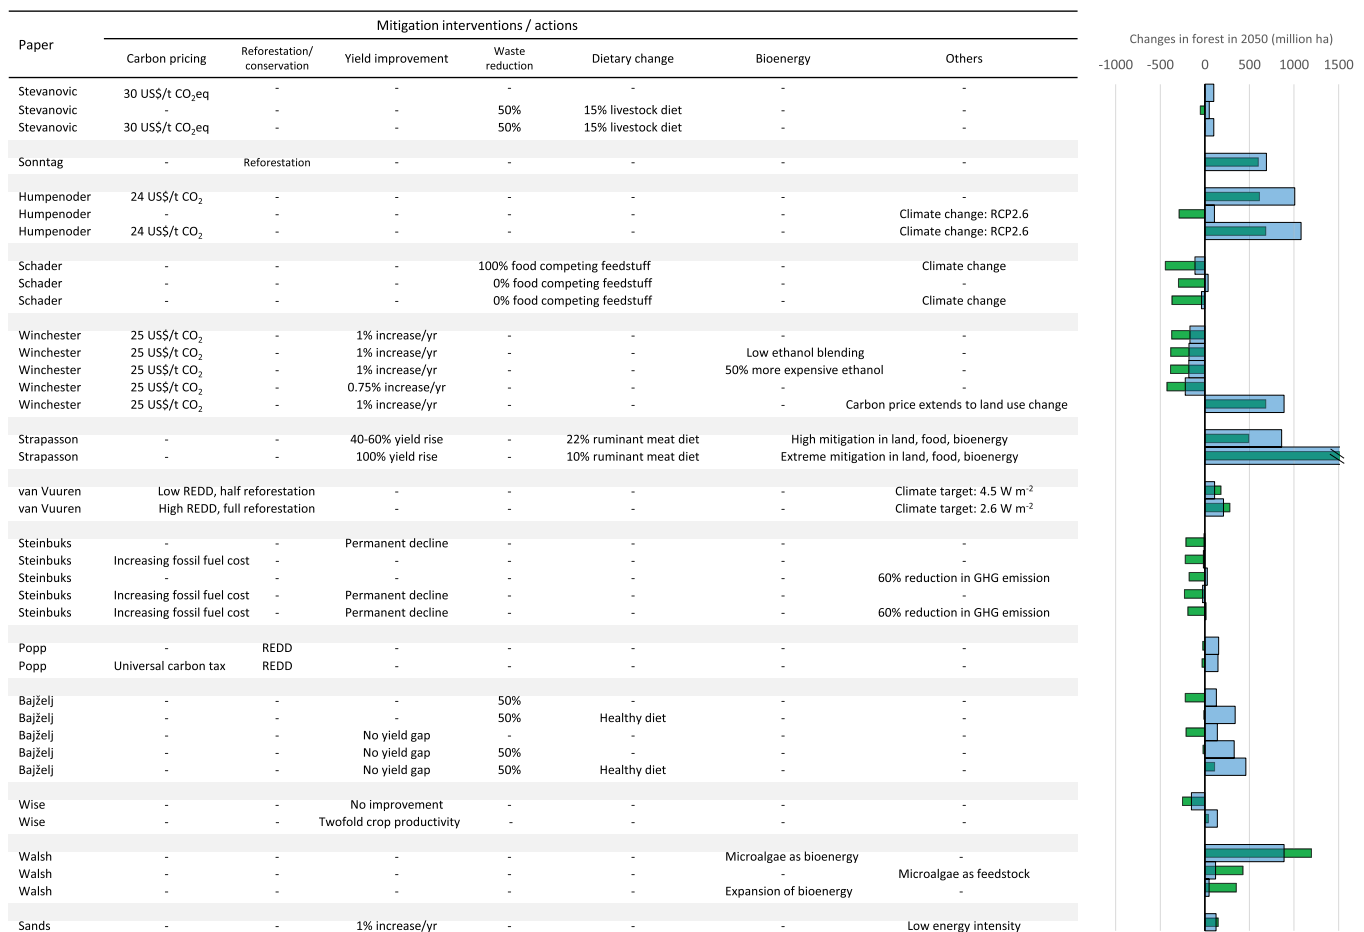 Mitigation interventions / actions
Paper
Carbon pricing
Reforestation/
conservation
Yield improvement
Waste
reduction
Dietary change
Bioenergy
Others
Changes in forest in 2050 (million ha)
-1000 -500 0 500 1000 1500
Stevanovic 30 US$/t CO₂eq - - - - - -
Stevanovic - - - 50% 15% livestock diet - -
Stevanovic 30 US$/t CO₂eq - - 50% 15% livestock diet - -
Sonntag - Reforestation - - - - -
Humpenoder 24 US$/t CO₂ - - - - - -
Humpenoder - - - - - - Climate change: RCP2.6
Humpenoder 24 US$/t CO₂ - - - - - Climate change: RCP2.6
Schader - - - 100% food competing feedstuff - Climate change
Schader - - - 0% food competing feedstuff - -
Schader - - - 0% food competing feedstuff - Climate change
Winchester 25 US$/t CO₂ - 1% increase/yr - - - -
Winchester 25 US$/t CO₂ - 1% increase/yr - - Low ethanol blending -
Winchester 25 US$/t CO₂ - 1% increase/yr - - 50% more expensive ethanol -
Winchester 25 US$/t CO₂ - 0.75% increase/yr - - - -
Winchester 25 US$/t CO₂ - 1% increase/yr - - - Carbon price extends to land use change
Strapasson - - 40-60% yield rise - 22% ruminant meat diet High mitigation in land, food, bioenergy
Strapasson - - 100% yield rise - 10% ruminant meat diet Extreme mitigation in land, food, bioenergy
van Vuuren Low REDD, half reforestation - - - - Climate target: 4.5 W m⁻²
van Vuuren High REDD, full reforestation - - - - Climate target: 2.6 W m⁻²
Steinbuks - - Permanent decline - - - -
Steinbuks Increasing fossil fuel cost - - - - - -
Steinbuks - - - - - - 60% reduction in GHG emission
Steinbuks Increasing fossil fuel cost - Permanent decline - - - -
Steinbuks Increasing fossil fuel cost - Permanent decline - - - 60% reduction in GHG emission
Popp - REDD - - - - -
Popp Universal carbon tax REDD - - - - -
Bajželj - - - 50% - - -
Bajželj - - - 50% Healthy diet - -
Bajželj - - No yield gap - - - -
Bajželj - - No yield gap 50% - - -
Bajželj - - No yield gap 50% Healthy diet - -
Wise - - No improvement - - - -
Wise - - Twofold crop productivity - - - -
Walsh - - - - - Microalgae as bioenergy -
Walsh - - - - - - Microalgae as feedstock
Walsh - - - - - Expansion of bioenergy -
Sands - - 1% increase/yr - - - Low energy intensity